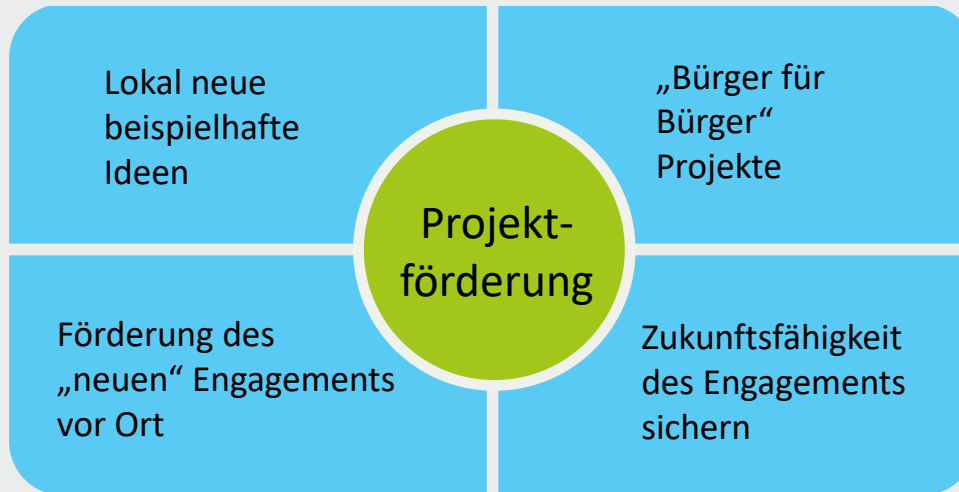 Lokal neue
beispielhafte
Ideen
„Bürger für
Bürger“
Projekte
Projekt-
förderung
Förderung des
„neuen“ Engagements
vor Ort
Zukunftsfähigkeit
des Engagements
sichern